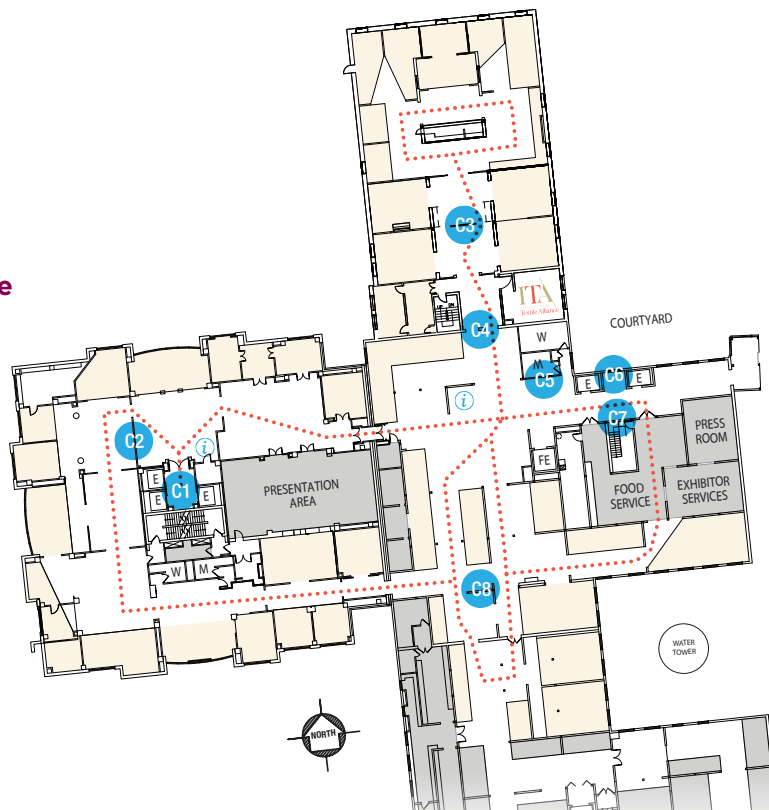 C3
e
ITA
Textile Alliance
C4
COURTYARD
W
M
C5
E
C6
E
C7
i
C2
i
PRESS
ROOM
FE
E
E
C1
E
PRESENTATION
AREA
FOOD
SERVICE
EXHIBITOR
SERVICES
W
M
C8
WATER
TOWER
NORTH